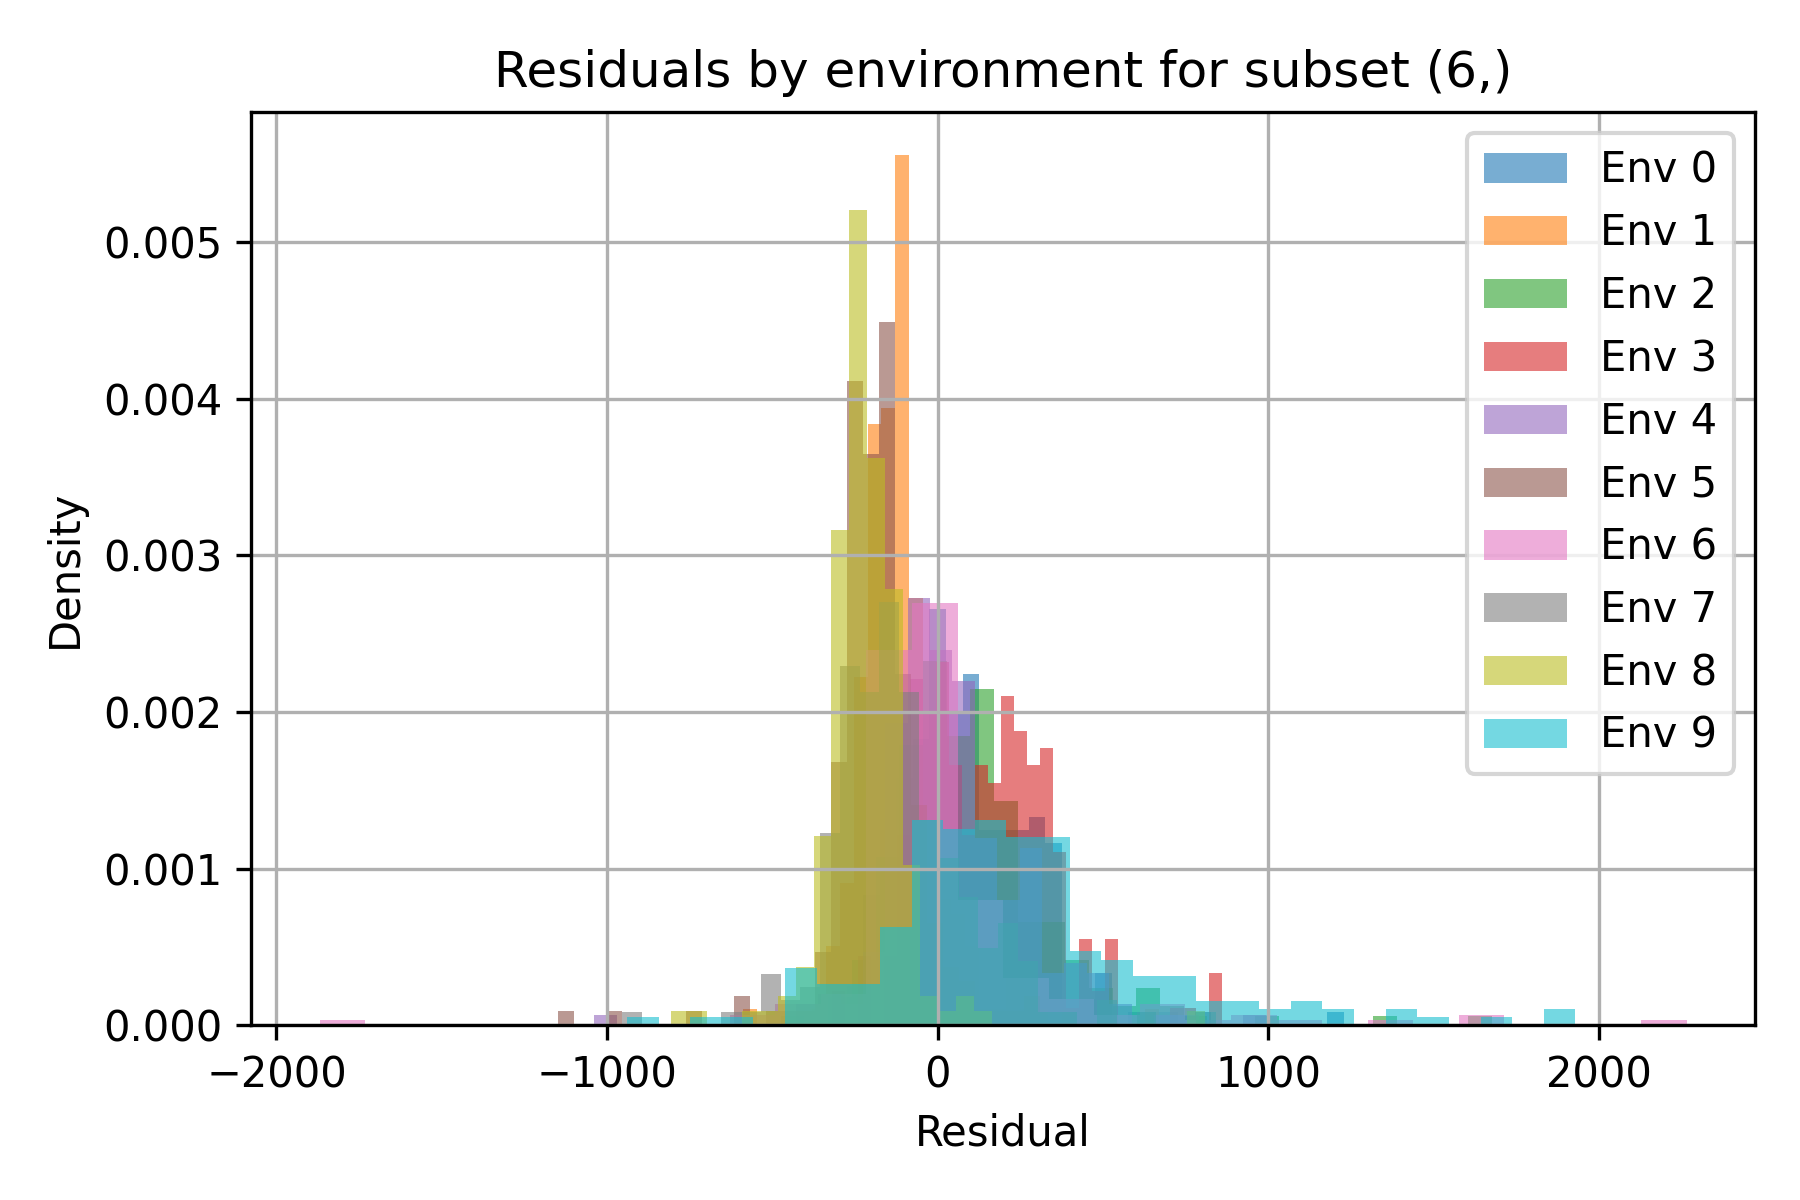 Residuals by environment for subset (6,)
Env 0
Env 1
Env 2
Env 3
Env 4
Env 5
Env 6
Env 7
Env 8
Env 9
0.005
0.004
0.003
0.002
0.001
0.000
Density
−2000
−1000
0
1000
2000
Residual